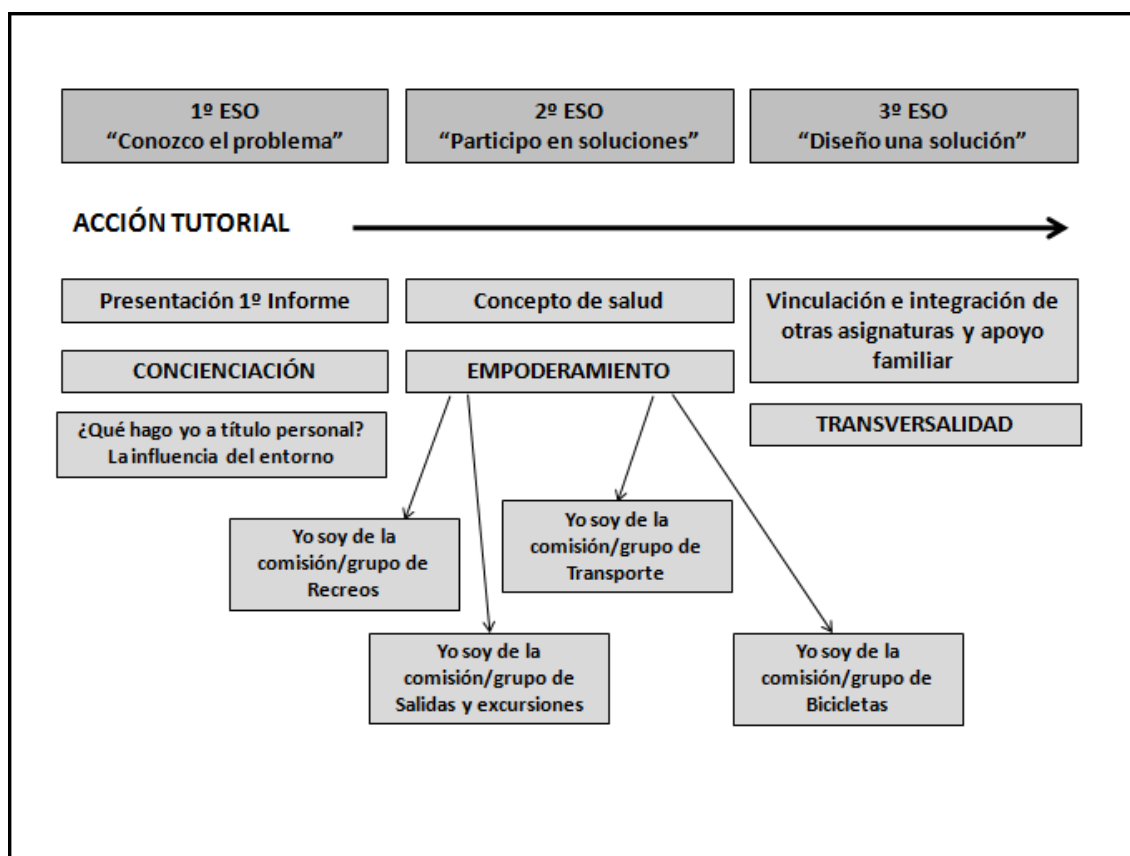 1º ESO
“Conozco el problema”
2º ESO
“Participo en soluciones”
3º ESO
“Diseño una solución”
ACCIÓN TUTORIAL
Presentación 1º Informe
Concepto de salud
Vinculación e integración de
otras asignaturas y apoyo
familiar
CONCIENCIACIÓN
EMPODERAMIENTO
TRANSVERSALIDAD
¿Qué hago yo a título personal?
La influencia del entorno
Yo soy de la
comisión/grupo de
Recreos
Yo soy de la
comisión/grupo de
Transporte
Yo soy de la
comisión/grupo de
Salidas y excursiones
Yo soy de la
comisión/grupo de
Bicicletas